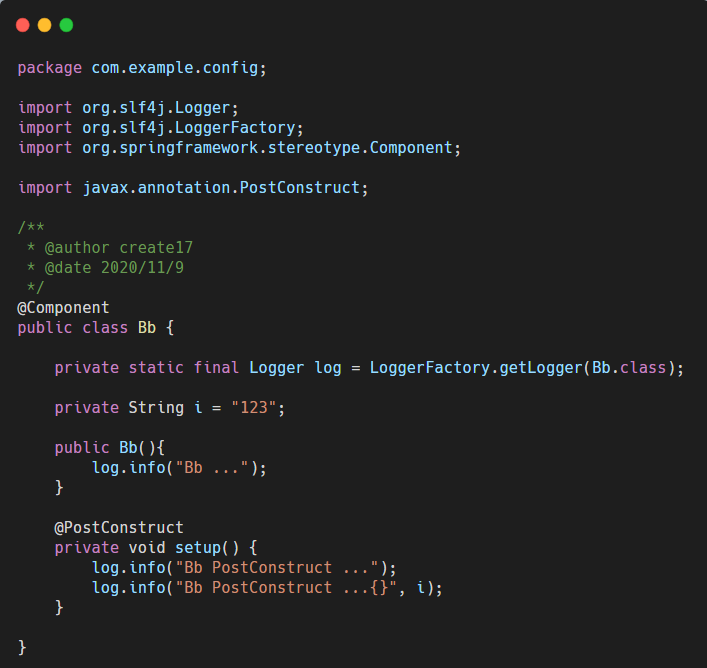 package com.example.config;
import org.slf4j.Logger;
import org.slf4j.LoggerFactory;
import org.springframework.stereotype.Component;
import javax.annotation.PostConstruct;
/**
 * @author create17
 * @date 2020/11/9
 */
@Component
public class Bb {
    private static final Logger log = LoggerFactory.getLogger(Bb.class);
    private String i = "123";
    public Bb(){
        log.info("Bb ...");
    }
    @PostConstruct
    private void setup() {
        log.info("Bb PostConstruct ...");
        log.info("Bb PostConstruct ...{}", i);
    }
}